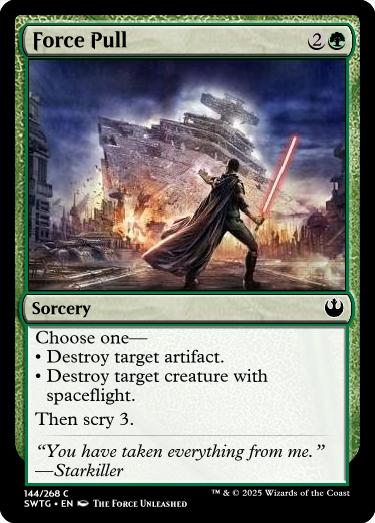 Force Pull 2
Sorcery
Choose one—
• Destroy target artifact.
• Destroy target creature with
spaceflight.
Then scry 3.
“You have taken everything from me.”
—Starkiller
144/268 C
SWTG • EN The Force Unleashed
™ & © 2025 Wizards of the Coast